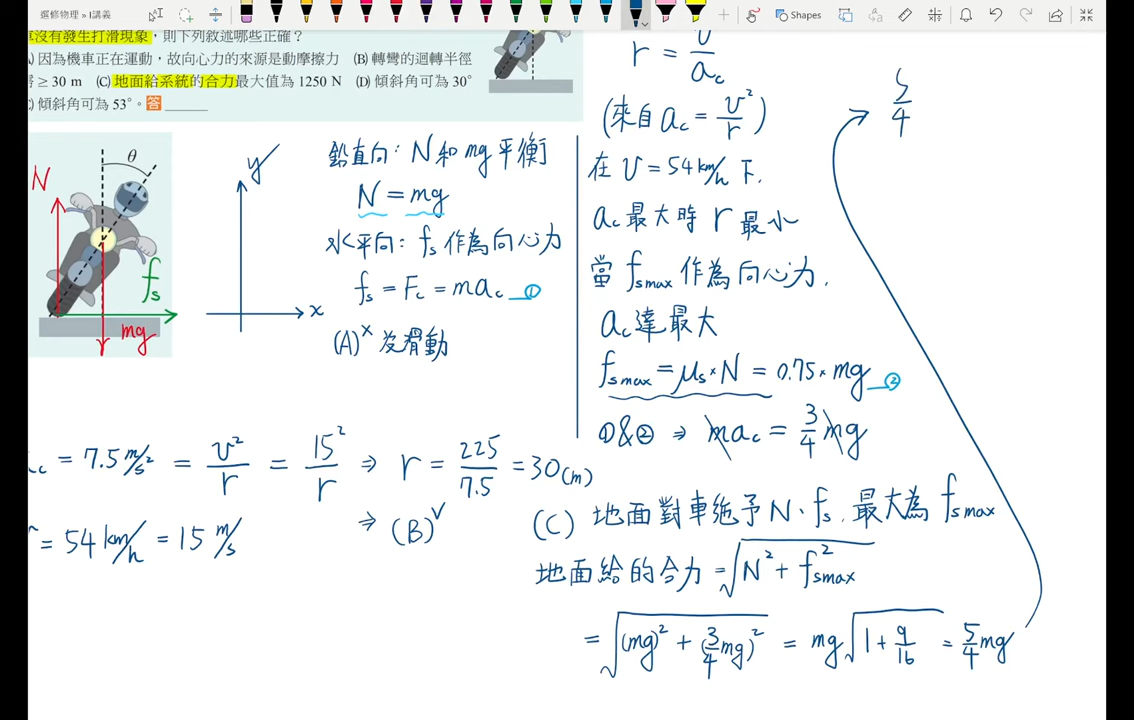 選修物理 » I講義
Shapes
沒有發生打滑現象，則下列敘述哪些正確？
因為機車正在運動，故向心力的來源是動摩擦力 (B) 轉彎的迴轉半徑
≥ 30 m (C)地面給系統的合力最大值為 1250 N (D) 傾斜角可為 30°
傾斜角可為 53°。答
θ
N
fs
mg
y
x
鉛直向：N 和 mg 平衡
N = mg
水平向：fs 作為向心力
fs = Fc = mac ①
(A)× 沒滑動
= 7.5 m/s² = v²/r = 15²/r ⇒ r = 225/7.5 = 30(m)
= 54 km/h = 15 m/s
⇒ (B)✓
r = v/ac
(來自 ac = v²/r)
在 v = 54 km/h 下.
ac 最大時 r 最小
當 fsmax 作為向心力.
ac 達最大
fsmax = μs × N = 0.75 × mg ②
①&② ⇒ mac = 3/4 mg
(C) 地面對車施予 N、fs. 最大為 fsmax
地面給的合力 = √(N² + fsmax²)
= √((mg)² + (3/4 mg)²) = mg√(1 + 9/16) = 5/4 mg
5/4